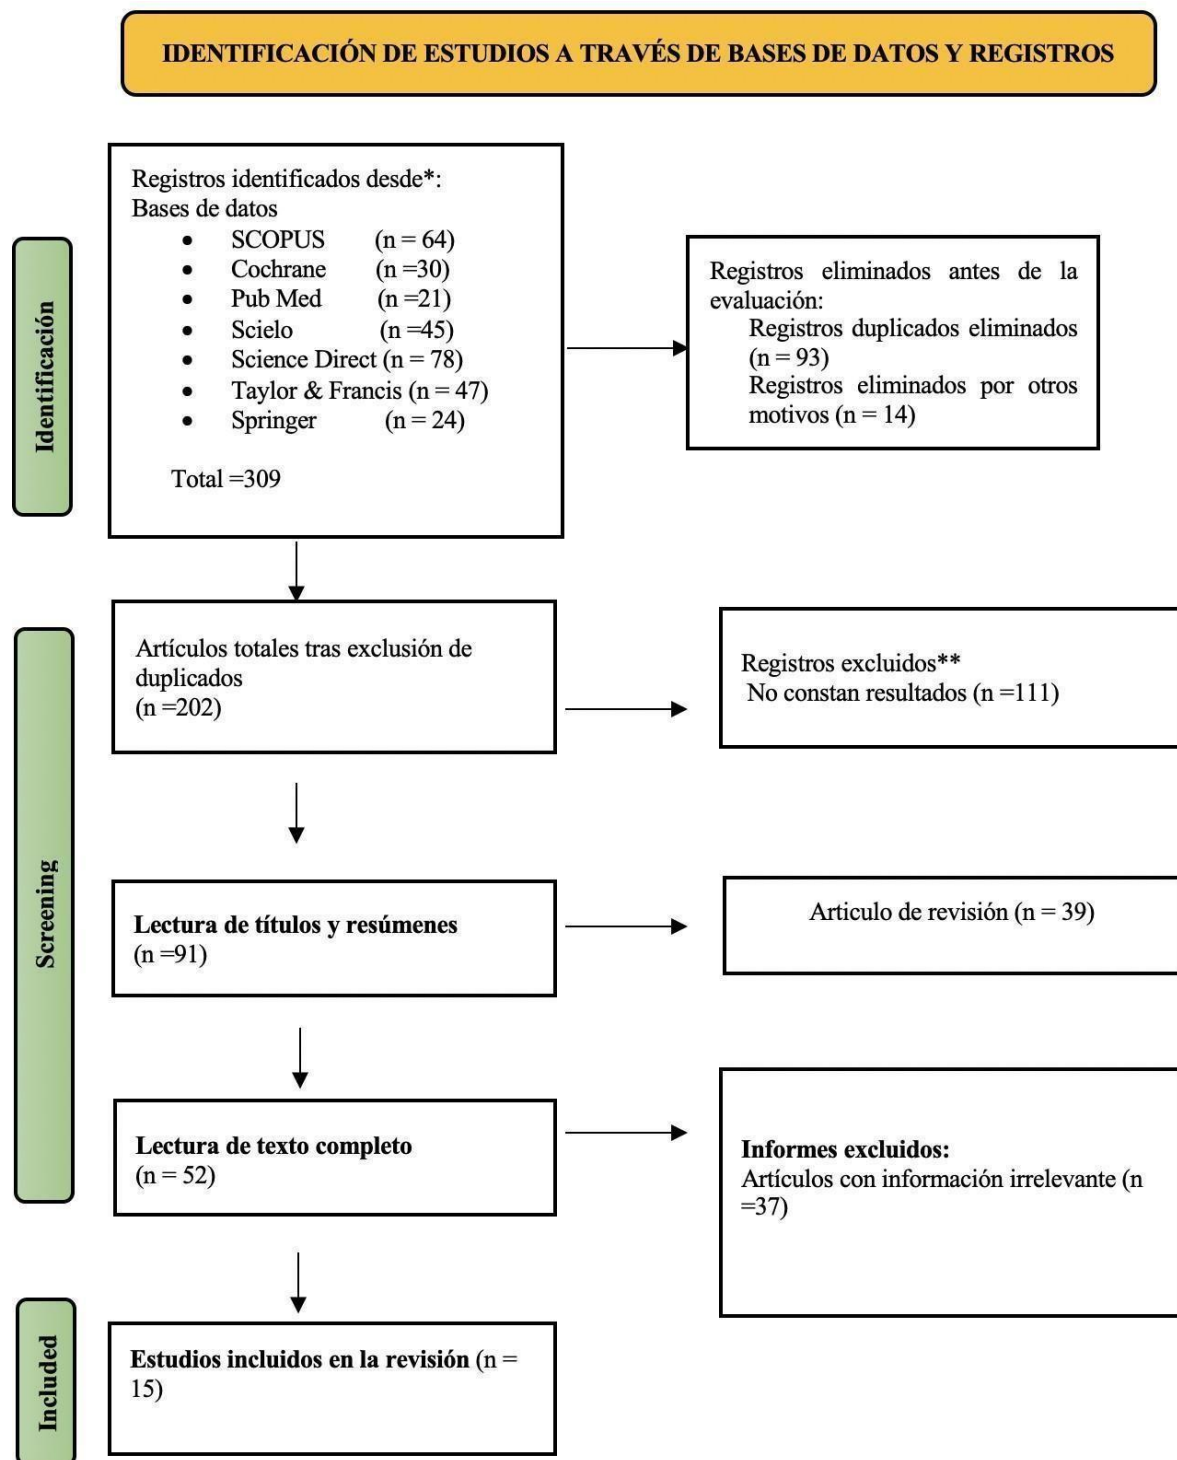 IDENTIFICACIÓN DE ESTUDIOS A TRAVÉS DE BASES DE DATOS Y REGISTROS
Identificación
Registros identificados desde*:
Bases de datos
• SCOPUS (n = 64)
• Cochrane (n =30)
• Pub Med (n =21)
• Scielo (n =45)
• Science Direct (n = 78)
• Taylor & Francis (n = 47)
• Springer (n = 24)
Total =309
Registros eliminados antes de la
evaluación:
Registros duplicados eliminados
(n = 93)
Registros eliminados por otros
motivos (n = 14)
Screening
Artículos totales tras exclusión de
duplicados
(n =202)
Registros excluidos**
No constan resultados (n =111)
Lectura de títulos y resúmenes
(n =91)
Articulo de revisión (n = 39)
Lectura de texto completo
(n = 52)
Informes excluidos:
Artículos con información irrelevante (n
=37)
Included
Estudios incluidos en la revisión (n =
15)